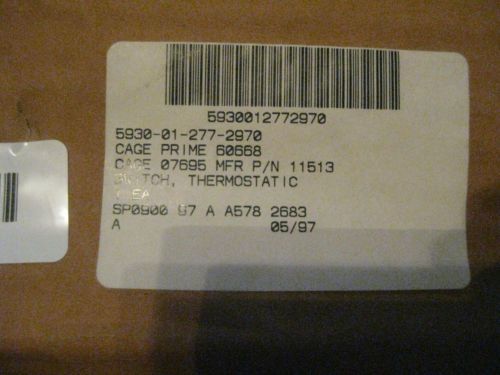 5930012772970
5930-01-277-2970
CAGE PRIME 60668
CAGE 07695 MFR P/N 11513
SWITCH, THERMOSTATIC
EA
SP0900 97 A A578 2683
A 05/97